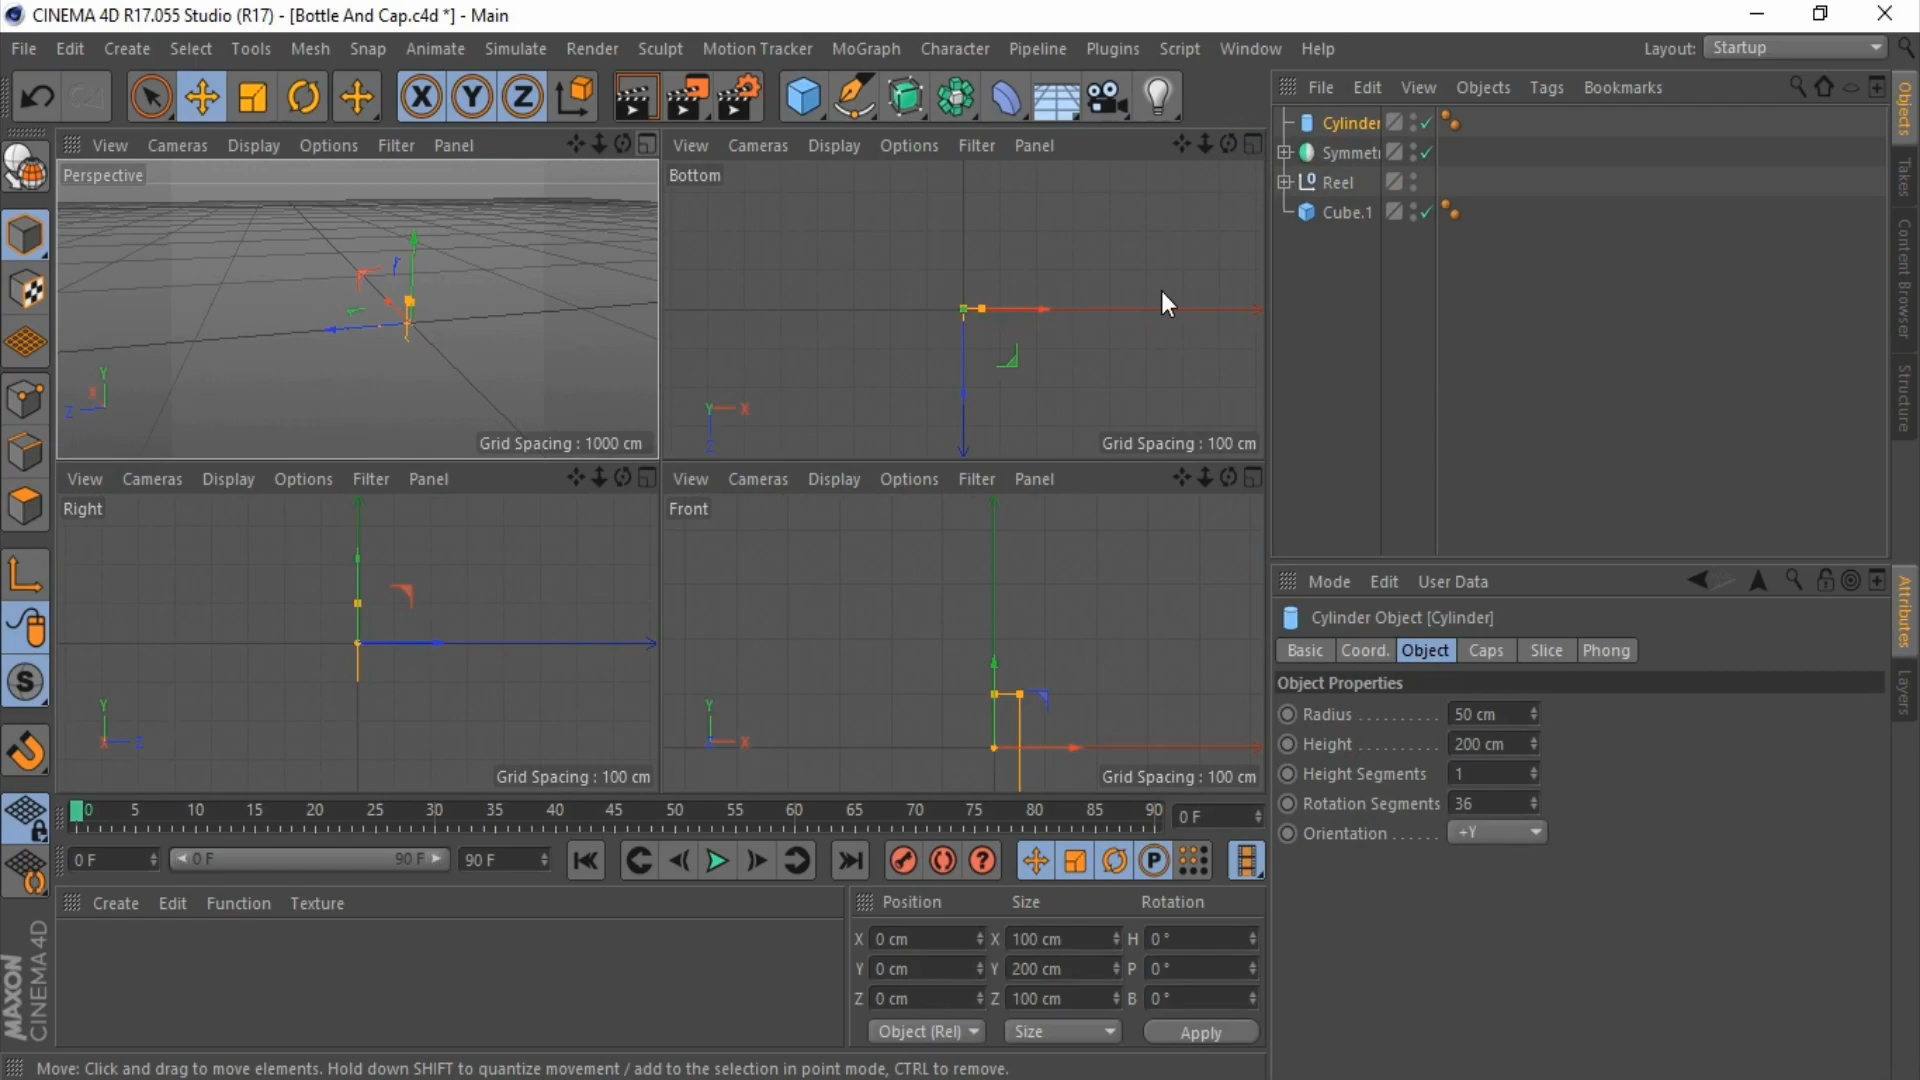 CINEMA 4D R17.055 Studio (R17) - [Bottle And Cap.c4d *] - Main
File Edit Create Select Tools Mesh Snap Animate Simulate Render Sculpt Motion Tracker MoGraph Character Pipeline Plugins Script Window Help Layout: Startup
X Y Z
File Edit View Objects Tags Bookmarks
Cylinder
Symmet
0 Reel
Cube.1
Objects
Takes
Content Browser
Structure
View Cameras Display Options Filter Panel
Perspective
Y
X
Z
Grid Spacing : 1000 cm
View Cameras Display Options Filter Panel
Bottom
Y X
Z
Grid Spacing : 100 cm
View Cameras Display Options Filter Panel
Right
Y
X Z
Grid Spacing : 100 cm
View Cameras Display Options Filter Panel
Front
Y
Z X
Grid Spacing : 100 cm
S
Mode Edit User Data
Cylinder Object [Cylinder]
Basic Coord. Object Caps Slice Phong
Object Properties
Radius . . . . . . . . . . 50 cm
Height . . . . . . . . . . 200 cm
Height Segments 1
Rotation Segments 36
Orientation . . . . . . +Y
Attributes
Layers
0 5 10 15 20 25 30 35 40 45 50 55 60 65 70 75 80 85 90 0 F
0 F 0 F 90 F 90 F ? P
Create Edit Function Texture
Position Size Rotation
X 0 cm X 100 cm H 0 °
Y 0 cm Y 200 cm P 0 °
Z 0 cm Z 100 cm B 0 °
Object (Rel) Size Apply
MAXON
CINEMA 4D
Move: Click and drag to move elements. Hold down SHIFT to quantize movement / add to the selection in point mode, CTRL to remove.